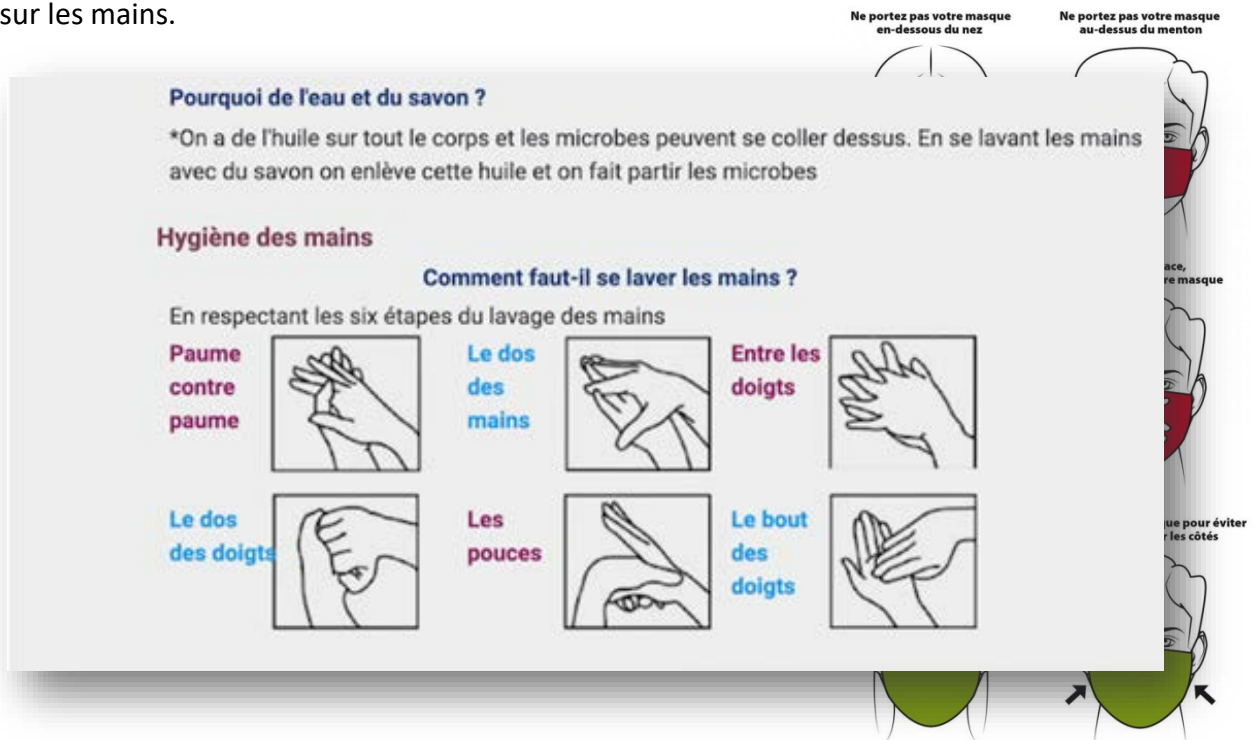 sur les mains.
Ne portez pas votre masque
en-dessous du nez
Ne portez pas votre masque
au-dessus du menton
Pourquoi de l'eau et du savon ?
*On a de l'huile sur tout le corps et les microbes peuvent se coller dessus. En se lavant les mains
avec du savon on enlève cette huile et on fait partir les microbes
Hygiène des mains
Comment faut-il se laver les mains ?
En respectant les six étapes du lavage des mains
Paume
contre
paume
Le dos
des
mains
Entre les
doigts
Le dos
des doigts
Les
pouces
Le bout
des
doigts
masque
pour éviter
les côtés